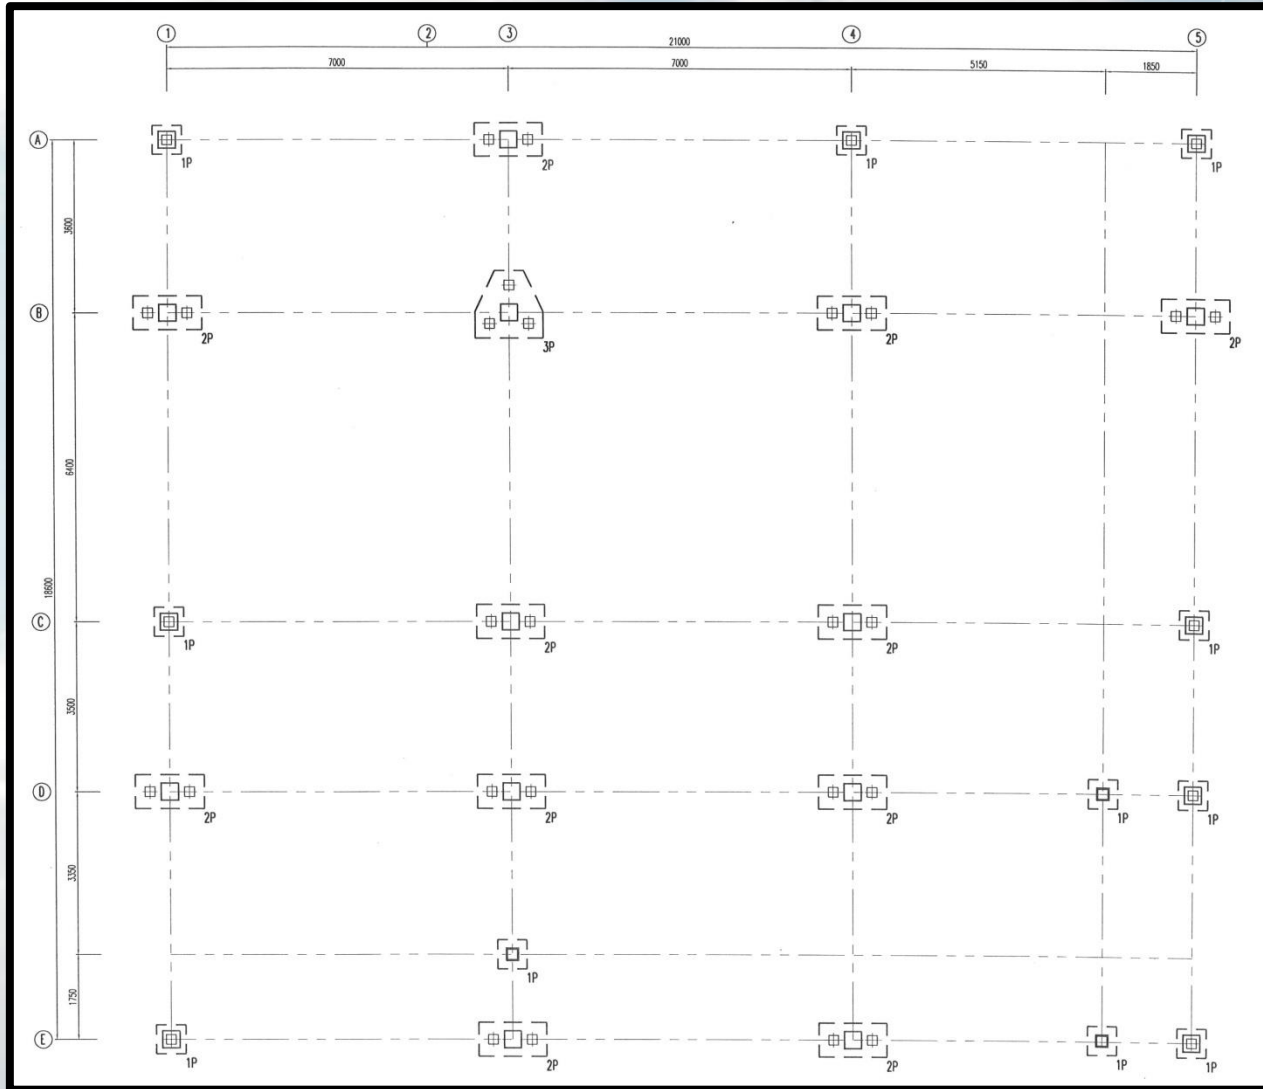 1 2 3 4 5
21000
7000 7000 5150 1850
A
1P 2P 1P 1P
3600
B
2P 3P 2P 2P
6400
18600
C
1P 2P 2P 1P
3500
D
2P 2P 2P 1P 1P
3350
1P
1750
E
1P 2P 2P 1P 1P